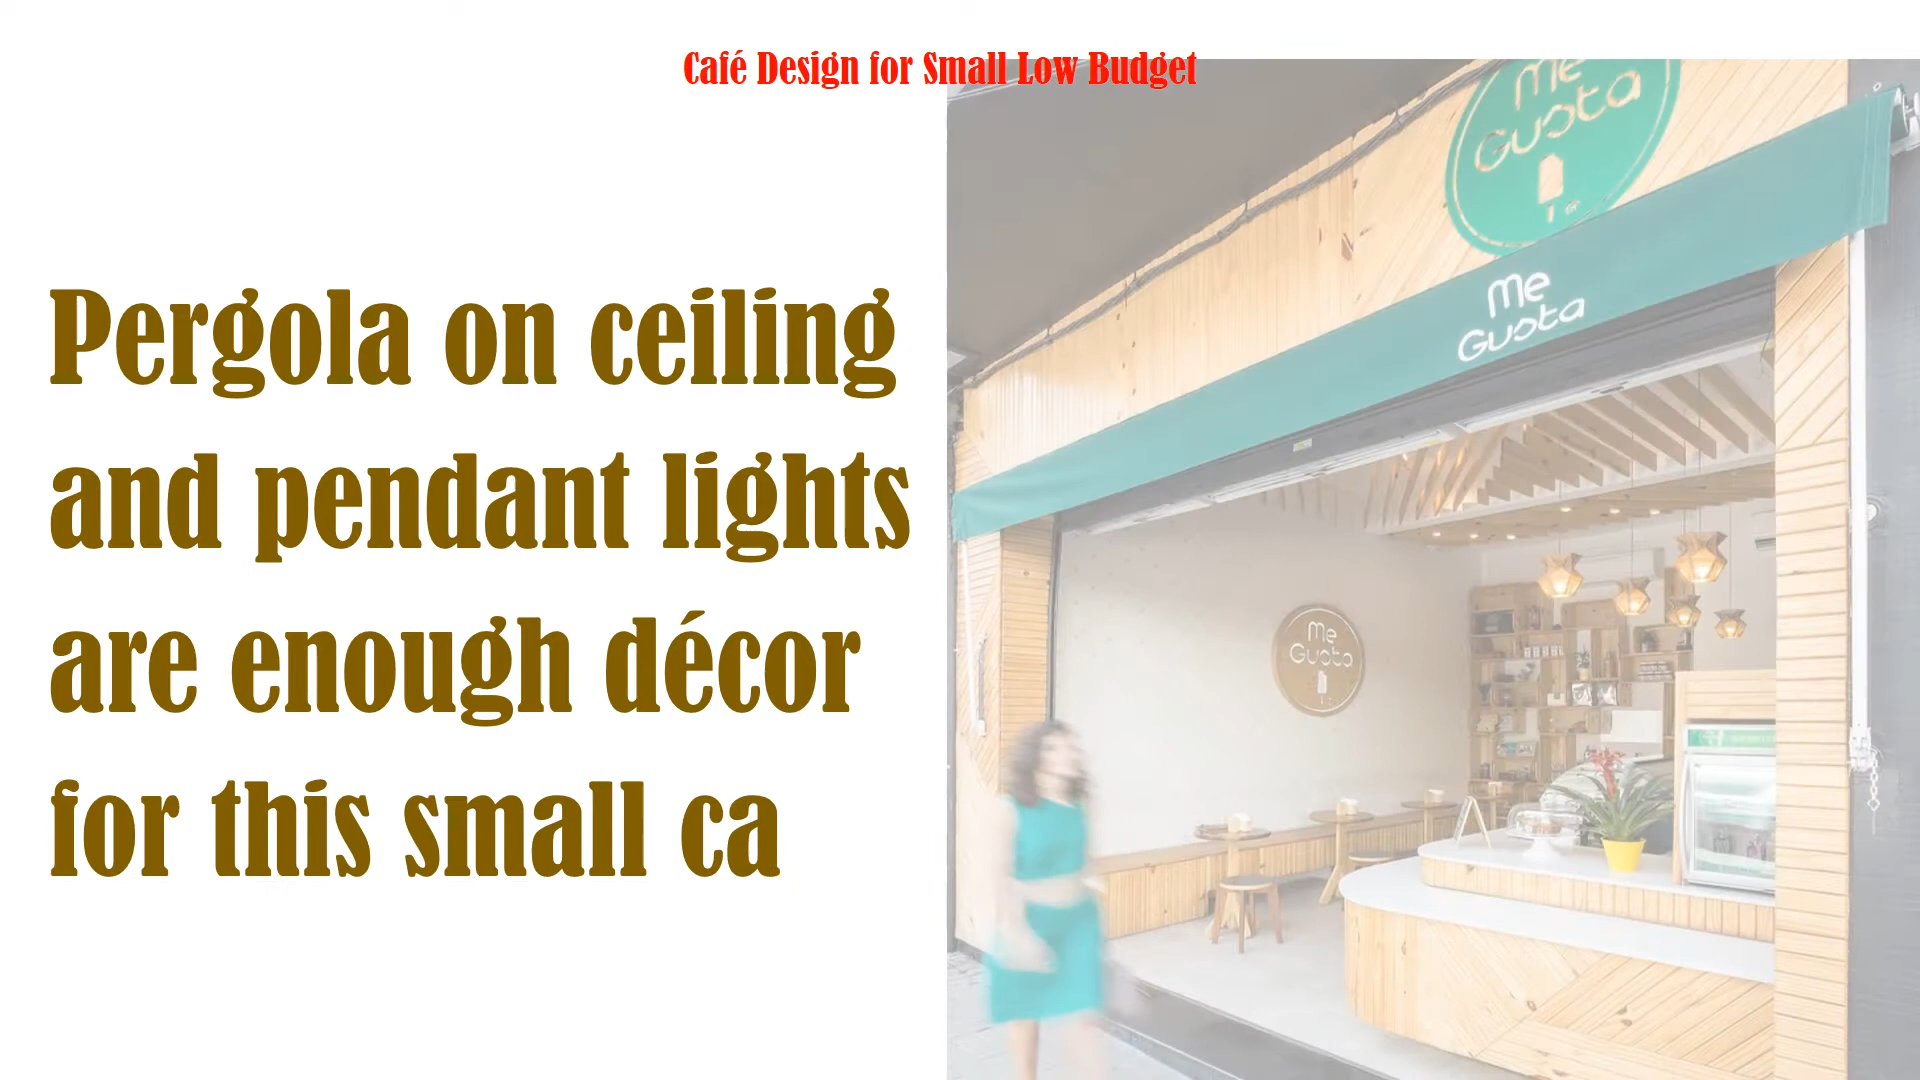 Café Design for Small Low Budget
Pergola on ceiling
and pendant lights
are enough décor
for this small ca
Me
Gusta
Me
Gusta
Me
Gusta